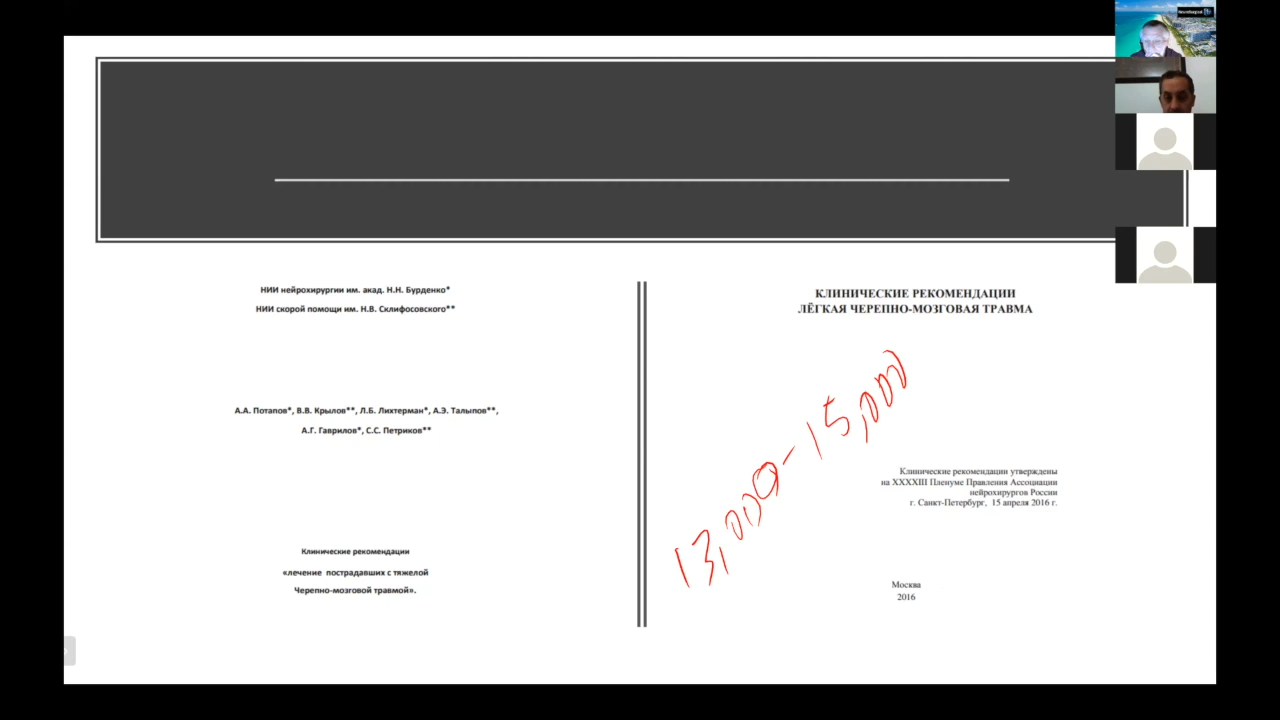 НИИ нейрохирургии им. акад. Н.Н. Бурденко*
НИИ скорой помощи им. Н.В. Склифосовского**
А.А. Потапов*, В.В. Крылов**, Л.Б. Лихтерман*, А.Э. Талыпов**,
А.Г. Гаврилов*, С.С. Петриков**
Клинические рекомендации
«лечение пострадавших с тяжелой
Черепно-мозговой травмой».
КЛИНИЧЕСКИЕ РЕКОМЕНДАЦИИ
ЛЁГКАЯ ЧЕРЕПНО-МОЗГОВАЯ ТРАВМА
13,000-15,000
Клинические рекомендации утверждены
на XXXXIII Пленуме Правления Ассоциации
нейрохирургов России
г. Санкт-Петербург, 15 апреля 2016 г.
Москва
2016